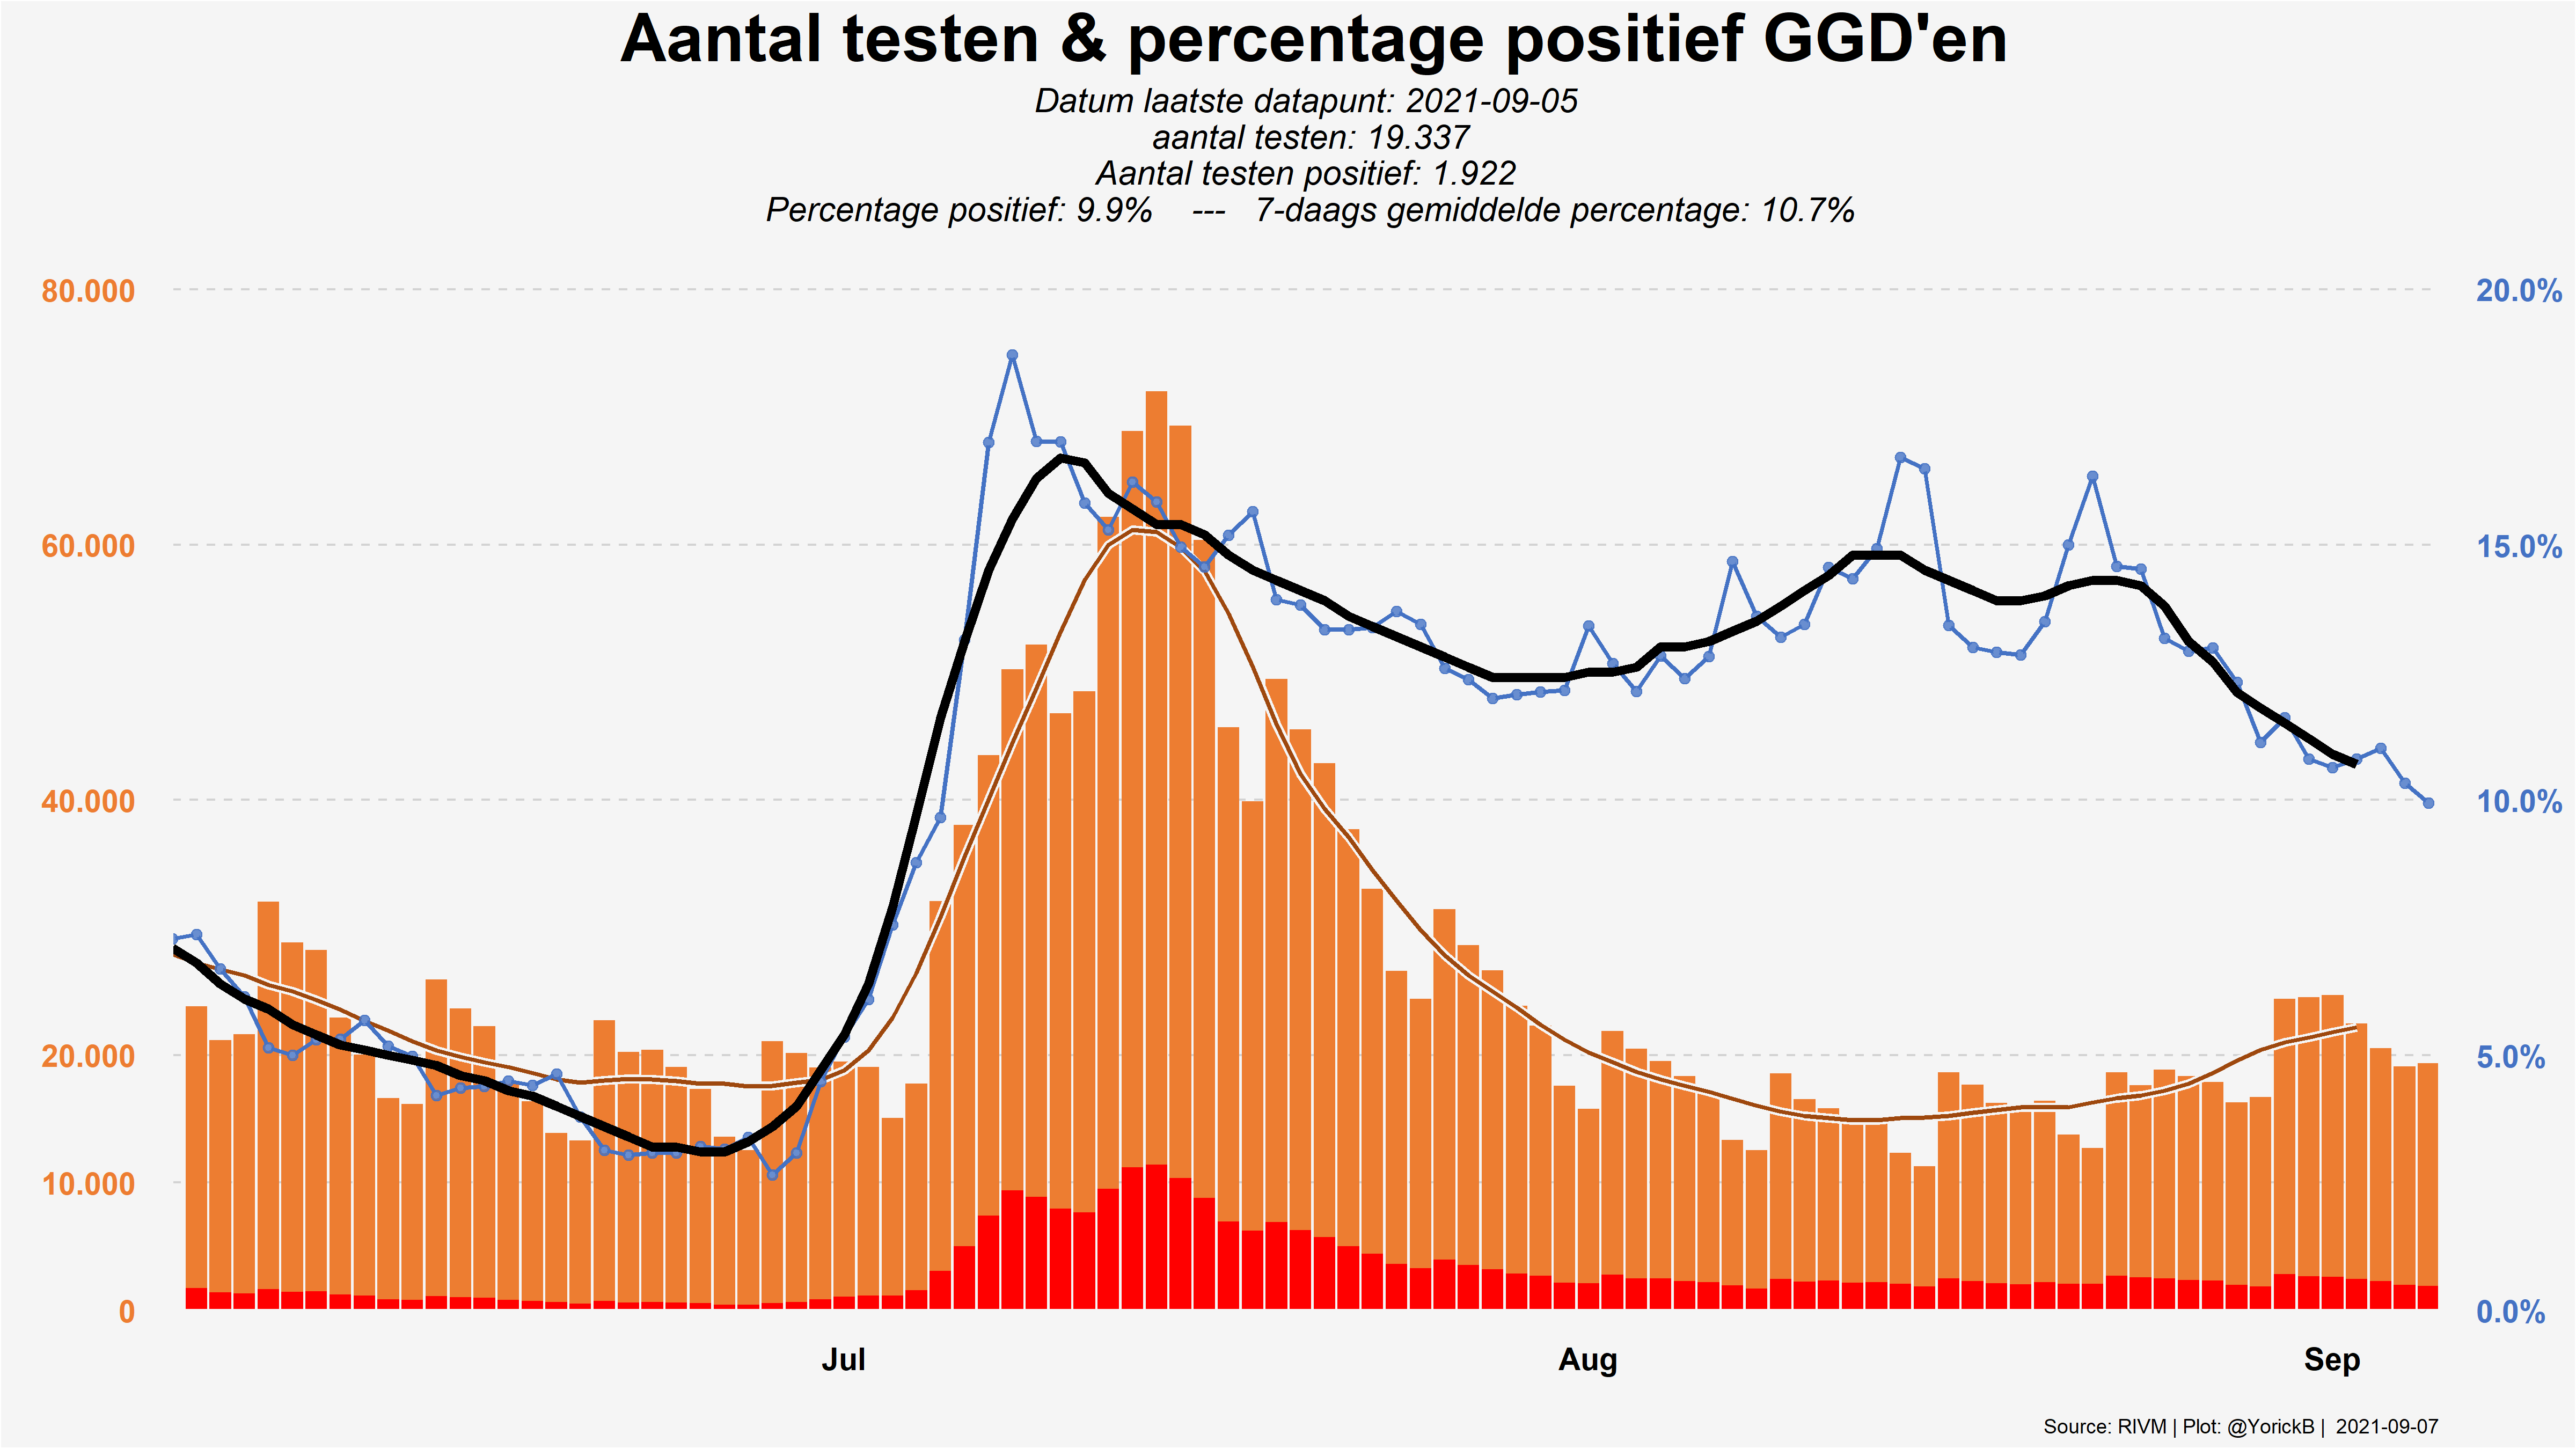 Aantal testen & percentage positief GGD'en
Datum laatste datapunt: 2021-09-05
aantal testen: 19.337
Aantal testen positief: 1.922
Percentage positief: 9.9% --- 7-daags gemiddelde percentage: 10.7%
80.000
20.0%
60.000
15.0%
40.000
10.0%
20.000
5.0%
10.000
0
0.0%
Jul
Aug
Sep
Source: RIVM | Plot: @YorickB | 2021-09-07